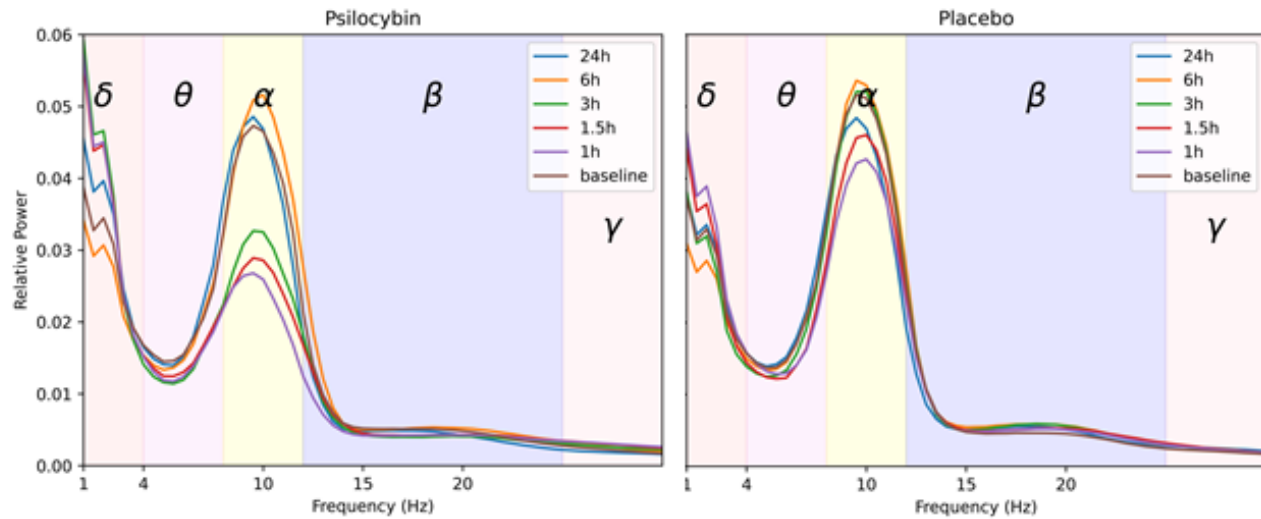 Psilocybin
Placebo
0.06
0.05
0.04
0.03
0.02
0.01
0.00
Relative Power
δ
θ
α
β
γ
24h
6h
3h
1.5h
1h
baseline
1
4
10
15
20
Frequency (Hz)
δ
θ
α
β
γ
24h
6h
3h
1.5h
1h
baseline
1
4
10
15
20
Frequency (Hz)